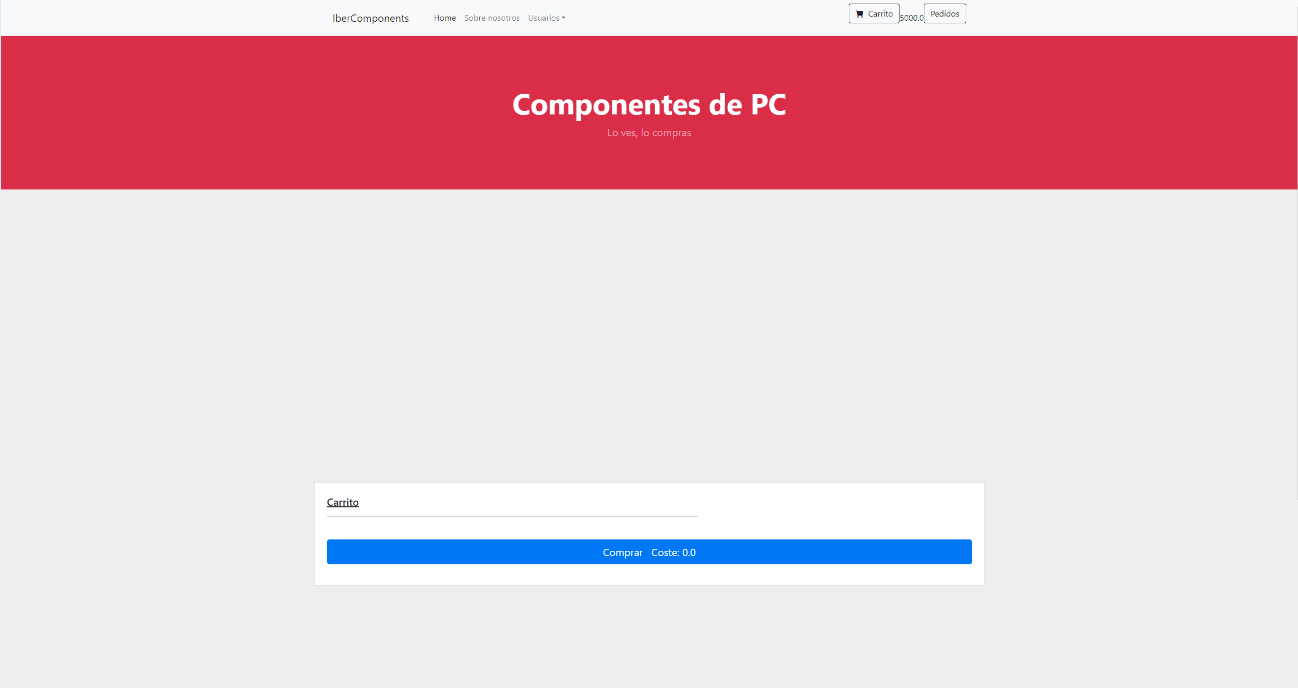 IberComponents Home Sobre nosotros Usuarios Carrito 5000.0 Pedidos
Componentes de PC
Lo ves, lo compras
Carrito
Comprar Coste: 0.0